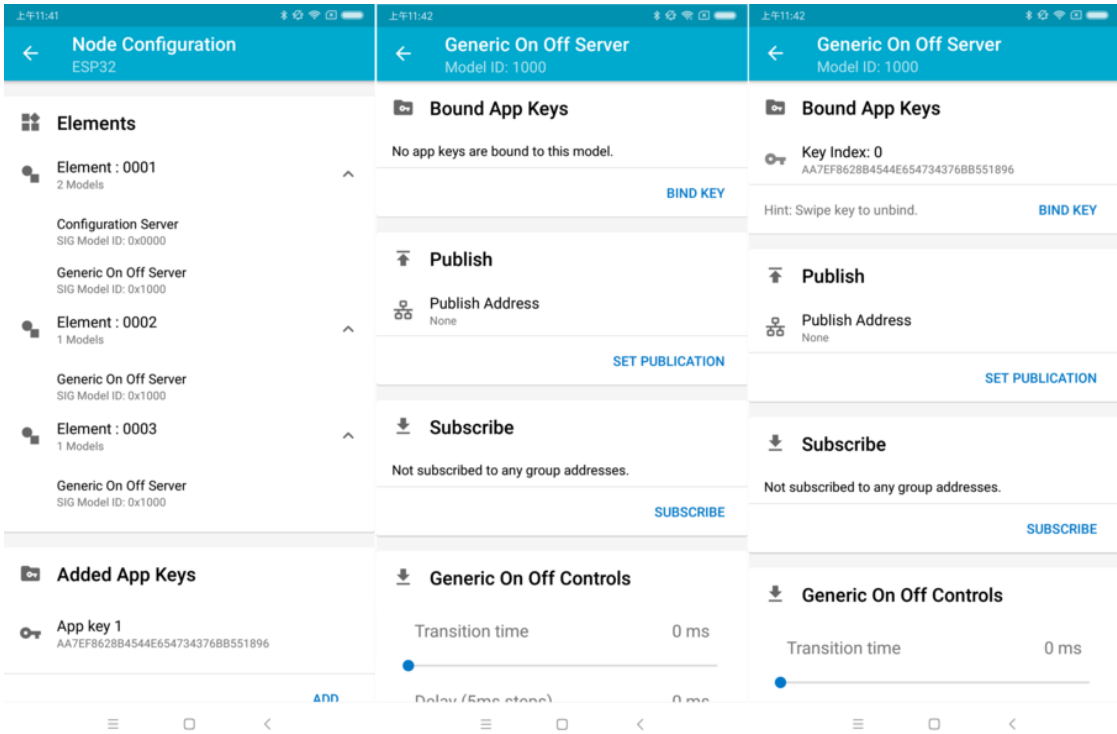 上午11:41
Node Configuration
ESP32
Elements
Element : 0001
2 Models
Configuration Server
SIG Model ID: 0x0000
Generic On Off Server
SIG Model ID: 0x1000
Element : 0002
1 Models
Generic On Off Server
SIG Model ID: 0x1000
Element : 0003
1 Models
Generic On Off Server
SIG Model ID: 0x1000
Added App Keys
App key 1
AA7EF8628B4544E654734376BB551896
ADD
上午11:42
Generic On Off Server
Model ID: 1000
Bound App Keys
No app keys are bound to this model.
BIND KEY
Publish
Publish Address
None
SET PUBLICATION
Subscribe
Not subscribed to any group addresses.
SUBSCRIBE
Generic On Off Controls
Transition time 0 ms
Delay (5ms steps) 0 ms
上午11:42
Generic On Off Server
Model ID: 1000
Bound App Keys
Key Index: 0
AA7EF8628B4544E654734376BB551896
Hint: Swipe key to unbind. BIND KEY
Publish
Publish Address
None
SET PUBLICATION
Subscribe
Not subscribed to any group addresses.
SUBSCRIBE
Generic On Off Controls
Transition time 0 ms